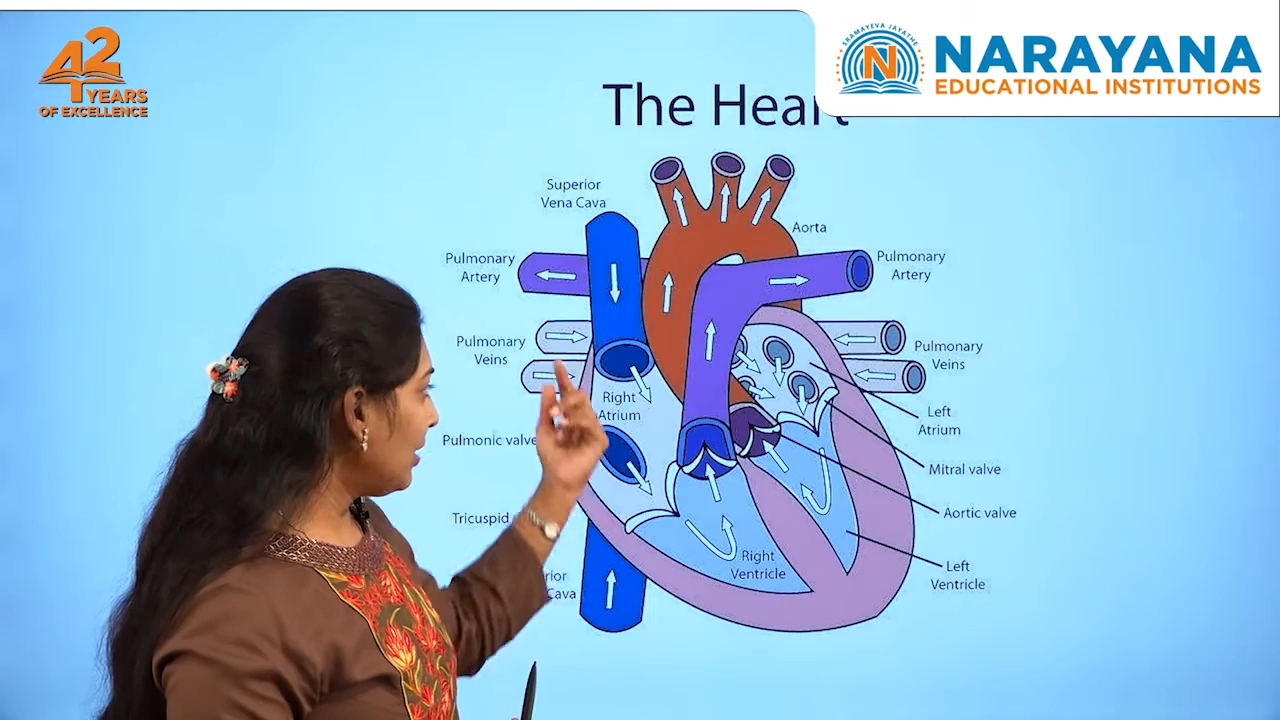 42
YEARS
OF EXCELLENCE
SRAMAYEVA JAYATHE
N
NARAYANA
EDUCATIONAL INSTITUTIONS
The Heart
Superior
Vena Cava
Aorta
Pulmonary
Artery
Pulmonary
Artery
Pulmonary
Veins
Pulmonary
Veins
Right
Atrium
Left
Atrium
Pulmonic valve
Mitral valve
Aortic valve
Tricuspid
Right
Ventricle
Left
Ventricle
Cava